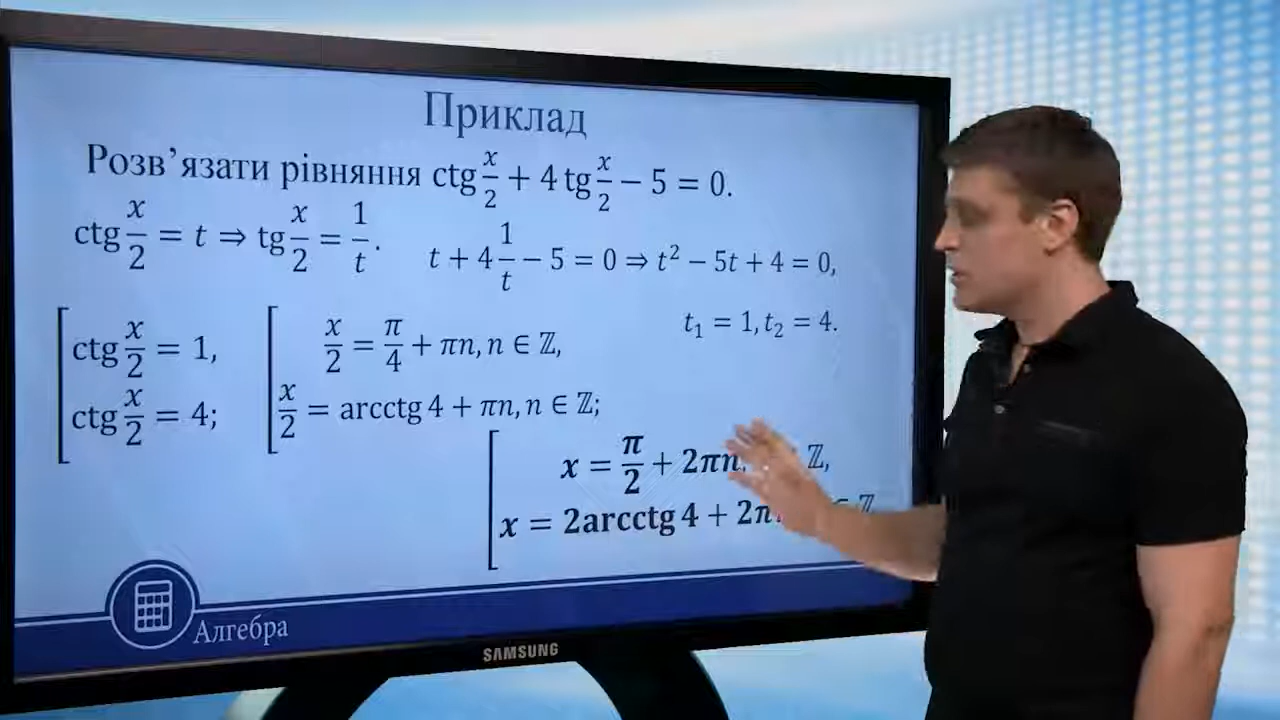 Приклад
Розв’язати рівняння ctg x/2 + 4 tg x/2 − 5 = 0.
ctg x/2 = t ⇒ tg x/2 = 1/t.
t + 4 1/t − 5 = 0 ⇒ t² − 5t + 4 = 0,
t₁ = 1, t₂ = 4.
ctg x/2 = 1,
ctg x/2 = 4;
x/2 = π/4 + πn, n ∈ ℤ,
x/2 = arcctg 4 + πn, n ∈ ℤ;
x = π/2 + 2πn, ℤ,
x = 2arcctg 4 + 2π ∈ ℤ
Алгебра
SAMSUNG